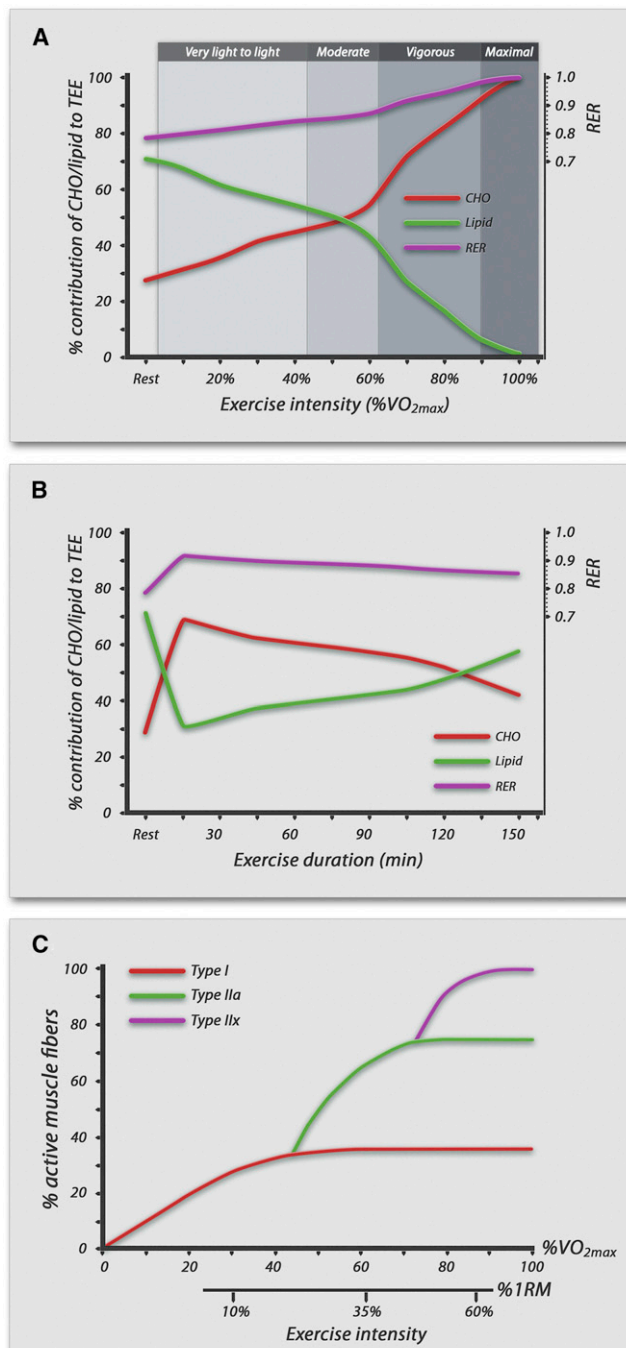 A
Very light to light Moderate Vigorous Maximal
100
80
60
40
20
0
% contribution of CHO/lipid to TEE
1.0
0.9
0.8
0.7
RER
CHO
Lipid
RER
Rest 20% 40% 60% 80% 100%
Exercise intensity (%VO2max)
B
100
80
60
40
20
0
% contribution of CHO/lipid to TEE
1.0
0.9
0.8
0.7
RER
CHO
Lipid
RER
Rest 30 60 90 120 150
Exercise duration (min)
C
Type I
Type IIa
Type IIx
100
80
60
40
20
0
% active muscle fibers
0 20 40 60 80 100
%VO2max
%1RM
10% 35% 60%
Exercise intensity